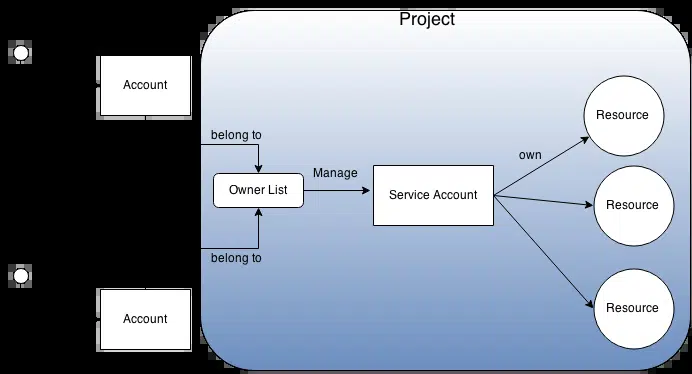 Project
Account
belong to
Manage
Owner List
Service Account
own
Resource
Resource
Resource
belong to
Account